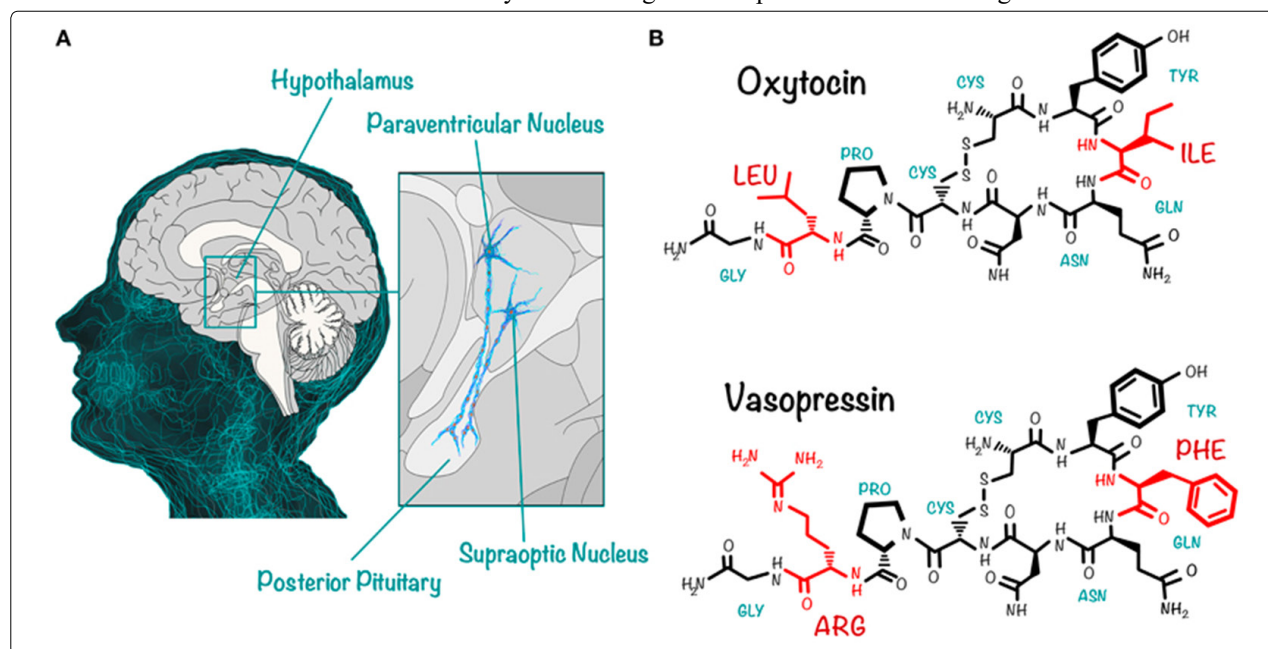 A
Hypothalamus
Paraventricular Nucleus
Supraoptic Nucleus
Posterior Pituitary
B
Oxytocin
CYS
TYR
OH
H₂N
O
N
H
O
HN
ILE
O
HN
GLN
S
S
PRO
CYS
LEU
N
O
N
H
O
N
H
O
O
NH₂
O
NH
ASN
O
H₂N
N
H
O
N
H
O
GLY
Vasopressin
CYS
TYR
OH
H₂N
O
N
H
O
PHE
HN
O
HN
GLN
S
S
PRO
CYS
H₂N
NH₂
N
N
O
N
H
O
N
H
O
O
NH₂
O
NH
ASN
O
H₂N
N
H
O
N
H
O
GLY
ARG